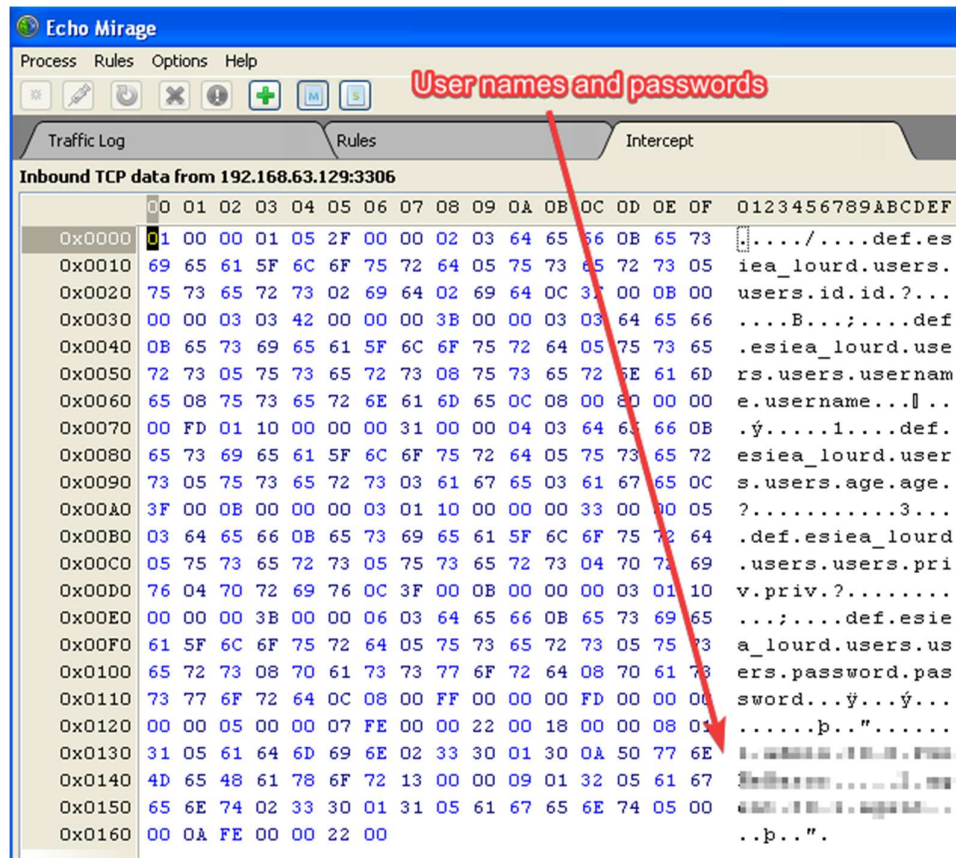 Echo Mirage
Process Rules Options Help
User names and passwords
M S
Traffic Log Rules Intercept
Inbound TCP data from 192.168.63.129:3306
00 01 02 03 04 05 06 07 08 09 0A 0B 0C 0D 0E 0F 0123456789ABCDEF
0x0000 01 00 00 01 05 2F 00 00 02 03 64 65 66 0B 65 73 ...../....def.es
0x0010 69 65 61 5F 6C 6F 75 72 64 05 75 73 65 72 73 05 iea_lourd.users.
0x0020 75 73 65 72 73 02 69 64 02 69 64 0C 3F 00 0B 00 users.id.id.?...
0x0030 00 00 03 03 42 00 00 00 3B 00 00 03 03 64 65 66 ....B...;....def
0x0040 0B 65 73 69 65 61 5F 6C 6F 75 72 64 05 75 73 65 .esiea_lourd.use
0x0050 72 73 05 75 73 65 72 73 08 75 73 65 72 6E 61 6D rs.users.usernam
0x0060 65 08 75 73 65 72 6E 61 6D 65 0C 08 00 80 00 00 e.username...▯..
0x0070 00 FD 01 10 00 00 00 31 00 00 04 03 64 65 66 0B .ý.....1....def.
0x0080 65 73 69 65 61 5F 6C 6F 75 72 64 05 75 73 65 72 esiea_lourd.user
0x0090 73 05 75 73 65 72 73 03 61 67 65 03 61 67 65 0C s.users.age.age.
0x00A0 3F 00 0B 00 00 00 03 01 10 00 00 00 33 00 00 05 ?...........3...
0x00B0 03 64 65 66 0B 65 73 69 65 61 5F 6C 6F 75 72 64 .def.esiea_lourd
0x00C0 05 75 73 65 72 73 05 75 73 65 72 73 04 70 72 69 .users.users.pri
0x00D0 76 04 70 72 69 76 0C 3F 00 0B 00 00 00 03 01 10 v.priv.?........
0x00E0 00 00 00 3B 00 00 06 03 64 65 66 0B 65 73 69 65 ...;....def.esie
0x00F0 61 5F 6C 6F 75 72 64 05 75 73 65 72 73 05 75 73 a_lourd.users.us
0x0100 65 72 73 08 70 61 73 73 77 6F 72 64 08 70 61 73 ers.password.pas
0x0110 73 77 6F 72 64 0C 08 00 FF 00 00 00 FD 00 00 00 sword...ÿ...ý...
0x0120 00 00 05 00 00 07 FE 00 00 22 00 18 00 00 08 01 ......þ..".
0x0130 31 05 61 64 6D 69 6E 02 33 30 01 30 0A 50 77 6E
0x0140 4D 65 48 61 78 6F 72 13 00 00 09 01 32 05 61 67
0x0150 65 6E 74 02 33 30 01 31 05 61 67 65 6E 74 05 00
0x0160 00 0A FE 00 00 22 00 ..þ..".